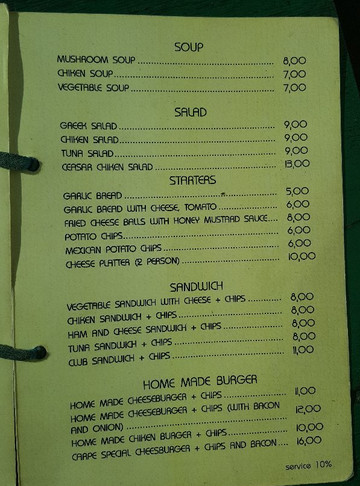 SOUP
MUSHROOM SOUP 8,00
CHIKEN SOUP 7,00
VEGETABLE SOUP 7,00
SALAD
GREEK SALAD 9,00
CHIKEN SALAD 9,00
TUNA SALAD 9,00
CEASAR CHIKEN SALAD 13,00
STARTERS
GARLIC BREAD 5,00
GARLIC BREAD WITH CHEESE, TOMATO 6,00
FRIED CHEESE BALLS WITH HONEY MUSTARD SAUCE 8,00
POTATO CHIPS 6,00
MEXICAN POTATO CHIPS 6,00
CHEESE PLATTER (2 PERSON) 10,00
SANDWICH
VEGETABLE SANDWICH WITH CHEESE + CHIPS 8,00
CHIKEN SANDWICH + CHIPS 8,00
HAM AND CHEESE SANDWICH + CHIPS 8,00
TUNA SANDWICH + CHIPS 8,00
CLUB SANDWICH + CHIPS 11,00
HOME MADE BURGER
HOME MADE CHEESEBURGER + CHIPS 11,00
HOME MADE CHEESEBURGER + CHIPS (WITH BACON
AND ONION) 12,00
HOME MADE CHIKEN BURGER + CHIPS 10,00
CARPE SPECIAL CHEESBURGER + CHIPS AND BACON 16,00
service 10%